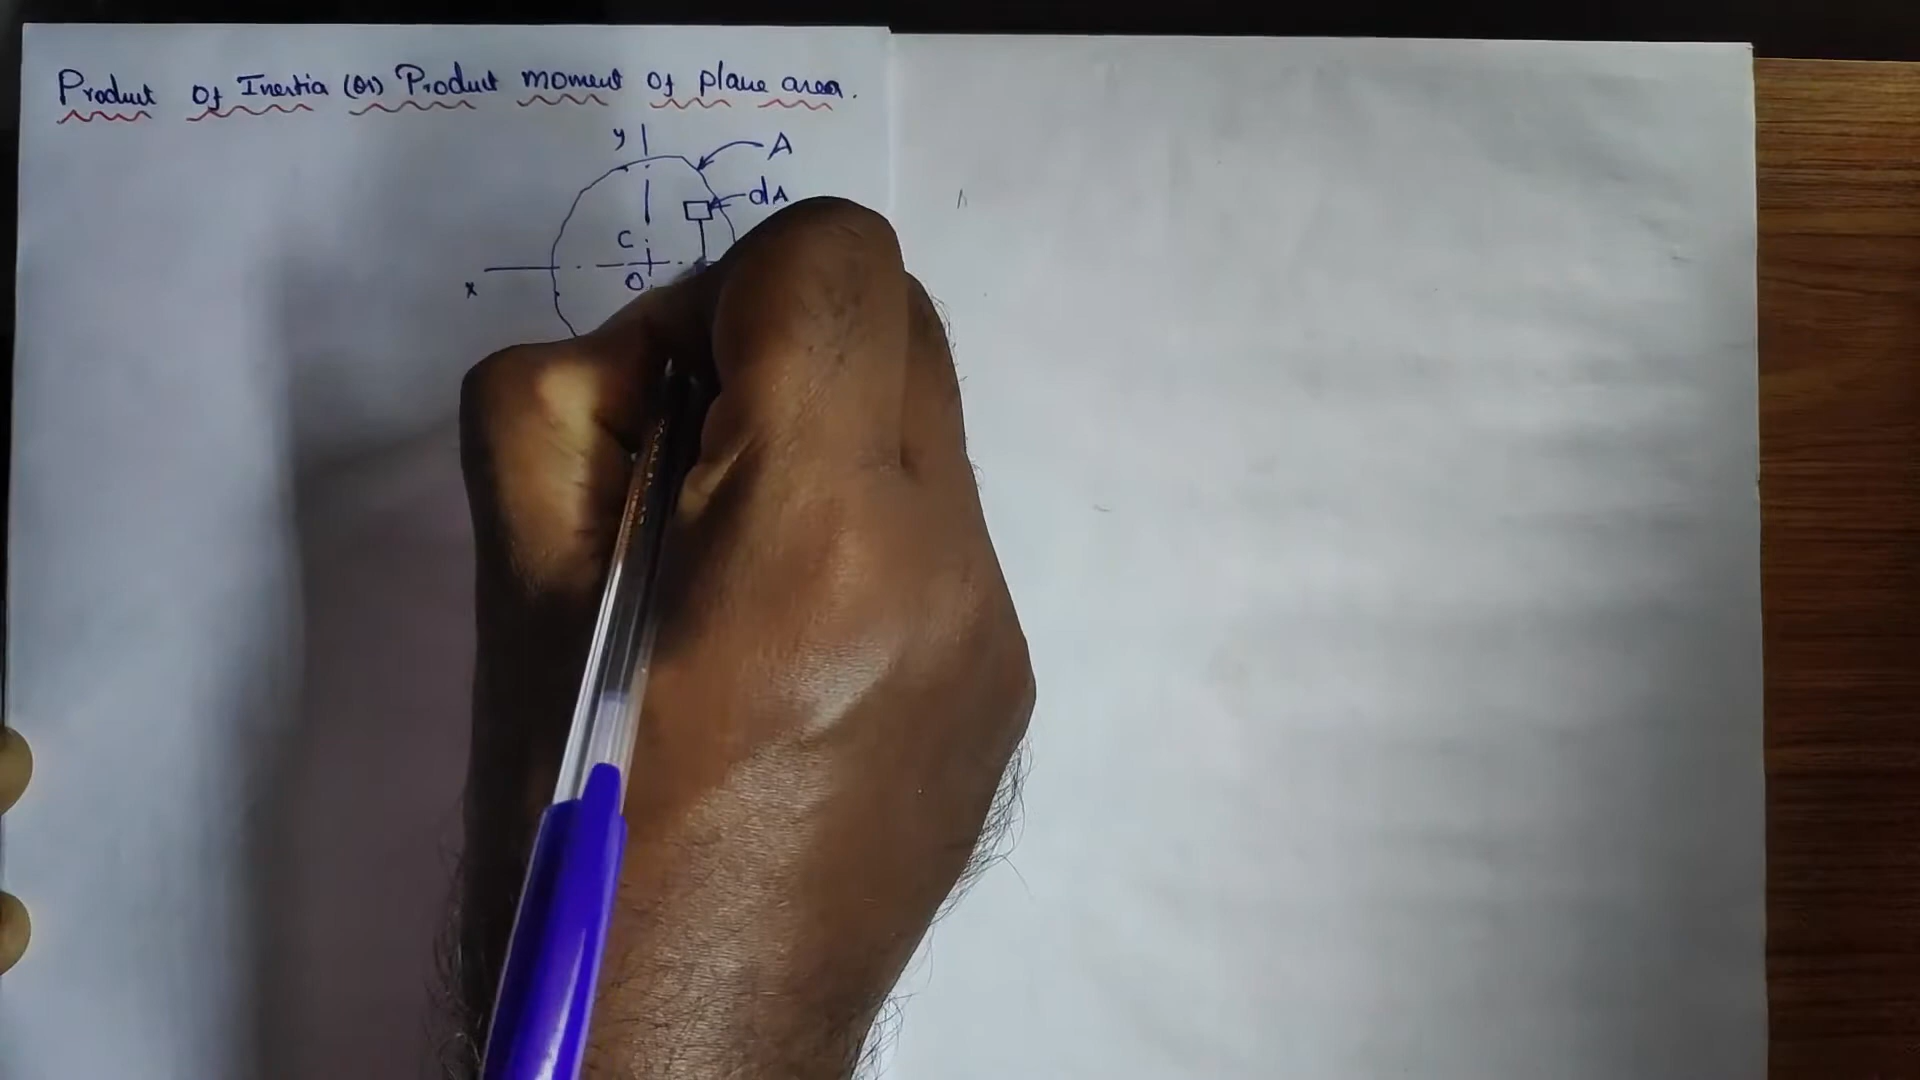 Product of Inertia (or) Product moment of plane area.
y
A
dA
C
x
O